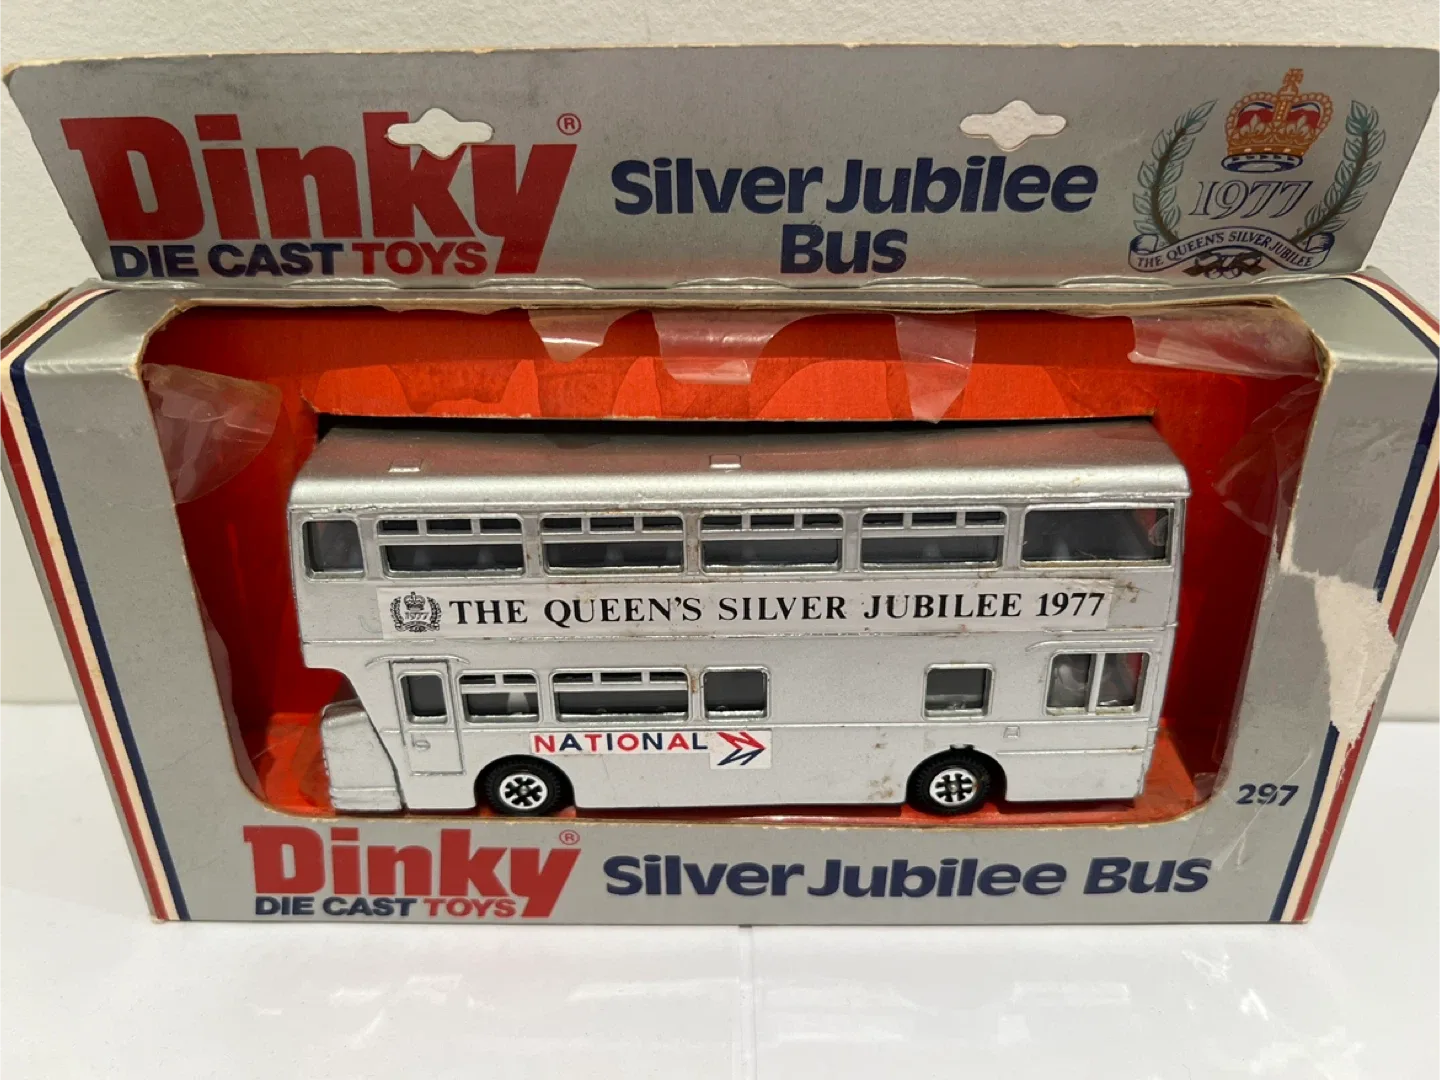 Dinky®
DIE CAST TOYS
Silver Jubilee
Bus
1977
THE QUEEN'S SILVER JUBILEE
1977
THE QUEEN'S SILVER JUBILEE 1977
NATIONAL
297
Dinky®
DIE CAST TOYS
Silver Jubilee Bus